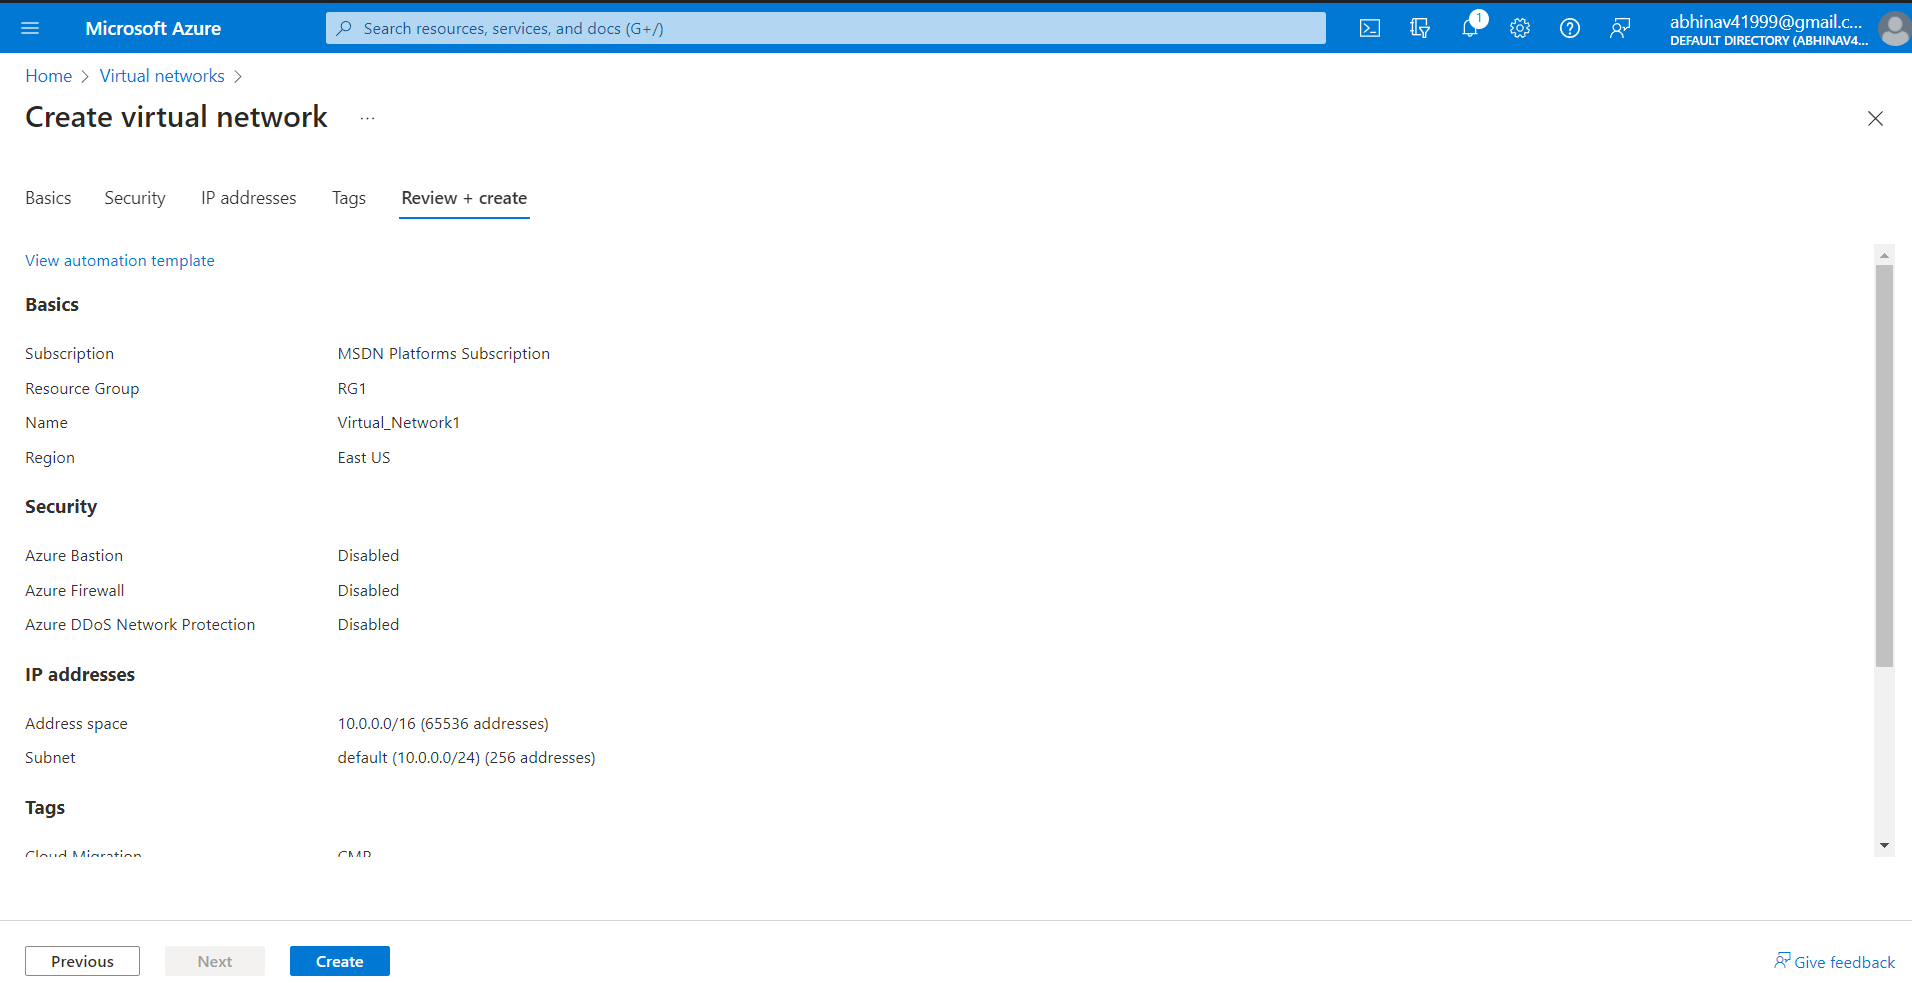 Microsoft Azure
Search resources, services, and docs (G+/)
1
abhinav41999@gmail.c...
DEFAULT DIRECTORY (ABHINAV4...
Home > Virtual networks >
Create virtual network ...
Basics Security IP addresses Tags Review + create
View automation template
Basics
Subscription MSDN Platforms Subscription
Resource Group RG1
Name Virtual_Network1
Region East US
Security
Azure Bastion Disabled
Azure Firewall Disabled
Azure DDoS Network Protection Disabled
IP addresses
Address space 10.0.0.0/16 (65536 addresses)
Subnet default (10.0.0.0/24) (256 addresses)
Tags
Cloud Migration CMP
Previous Next Create Give feedback